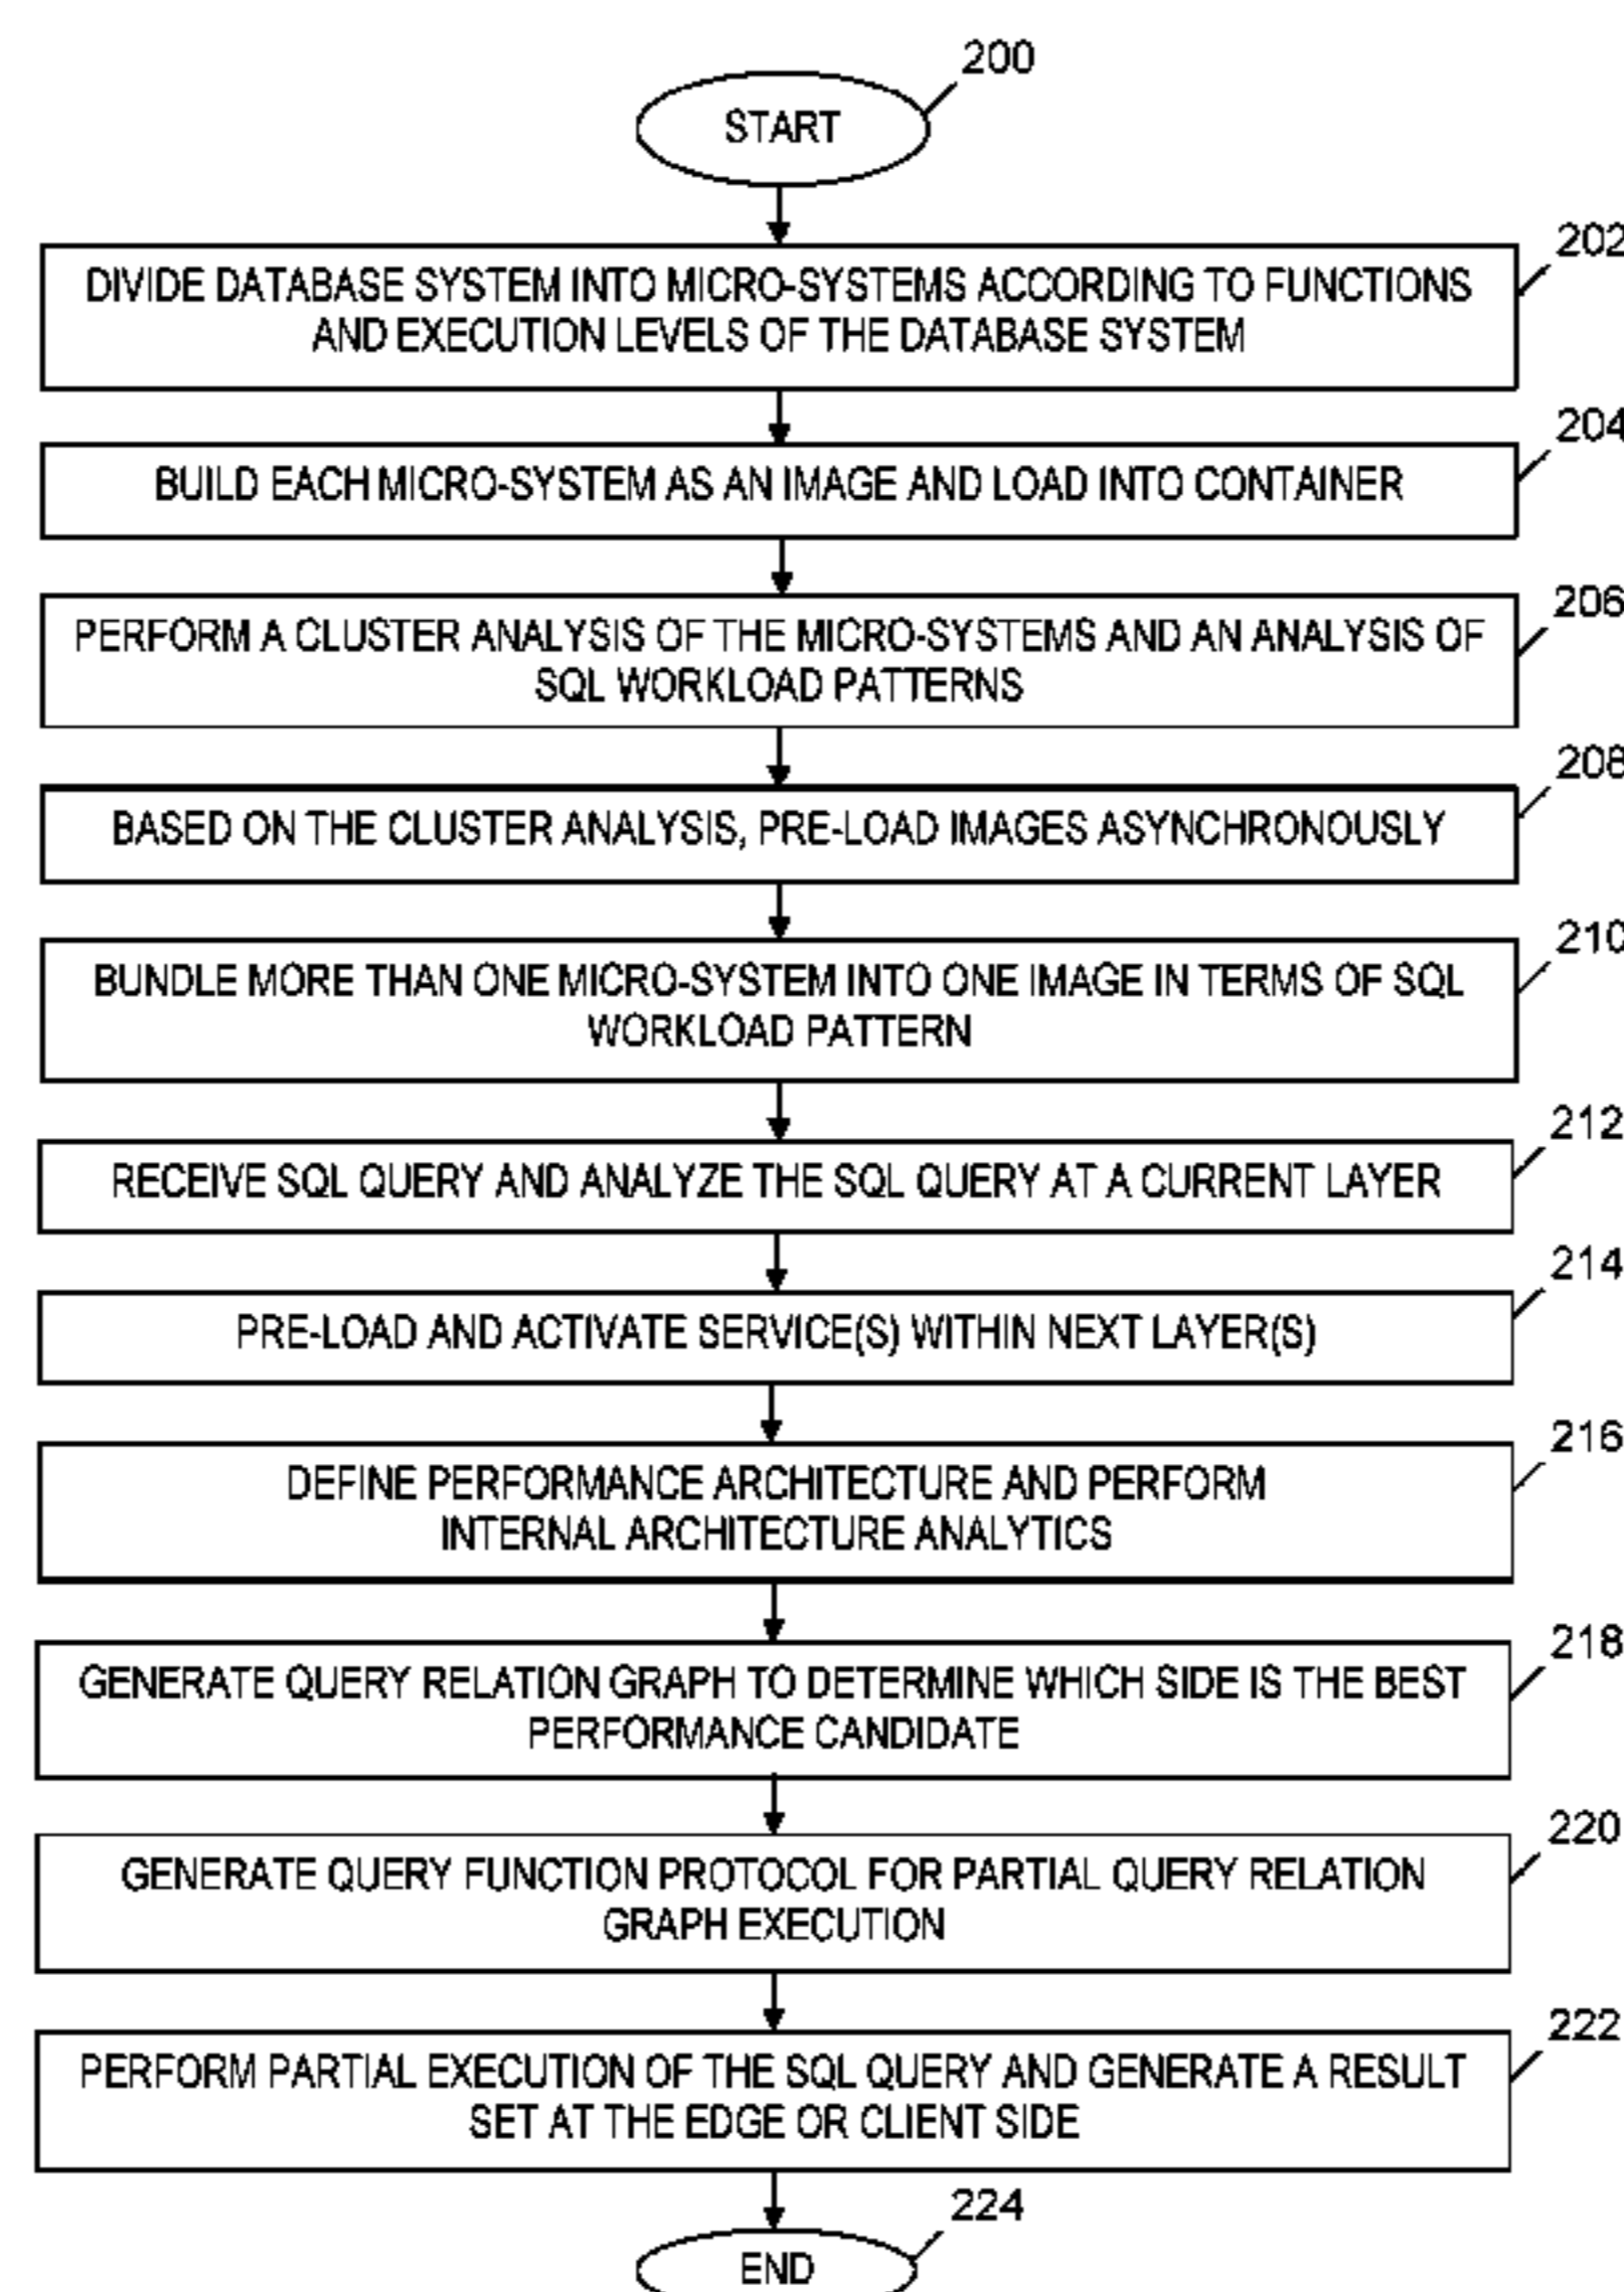 200
START
202
DIVIDE DATABASE SYSTEM INTO MICRO-SYSTEMS ACCORDING TO FUNCTIONS
AND EXECUTION LEVELS OF THE DATABASE SYSTEM
204
BUILD EACH MICRO-SYSTEM AS AN IMAGE AND LOAD INTO CONTAINER
206
PERFORM A CLUSTER ANALYSIS OF THE MICRO-SYSTEMS AND AN ANALYSIS OF
SQL WORKLOAD PATTERNS
208
BASED ON THE CLUSTER ANALYSIS, PRE-LOAD IMAGES ASYNCHRONOUSLY
210
BUNDLE MORE THAN ONE MICRO-SYSTEM INTO ONE IMAGE IN TERMS OF SQL
WORKLOAD PATTERN
212
RECEIVE SQL QUERY AND ANALYZE THE SQL QUERY AT A CURRENT LAYER
214
PRE-LOAD AND ACTIVATE SERVICE(S) WITHIN NEXT LAYER(S)
216
DEFINE PERFORMANCE ARCHITECTURE AND PERFORM
INTERNAL ARCHITECTURE ANALYTICS
218
GENERATE QUERY RELATION GRAPH TO DETERMINE WHICH SIDE IS THE BEST
PERFORMANCE CANDIDATE
220
GENERATE QUERY FUNCTION PROTOCOL FOR PARTIAL QUERY RELATION
GRAPH EXECUTION
222
PERFORM PARTIAL EXECUTION OF THE SQL QUERY AND GENERATE A RESULT
SET AT THE EDGE OR CLIENT SIDE
224
END